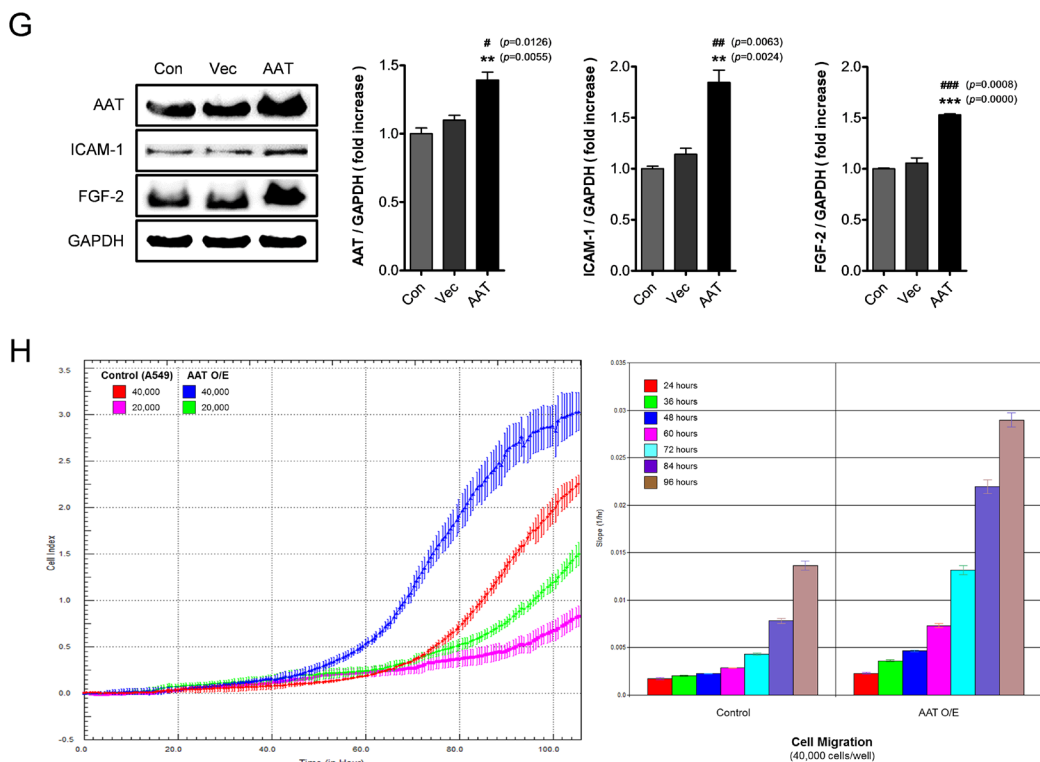 G
Con Vec AAT
AAT
ICAM-1
FGF-2
GAPDH
AAT / GAPDH ( fold increase )
1.5
1.0
0.5
0.0
Con Vec AAT
# (p=0.0126)
** (p=0.0055)
ICAM-1 / GAPDH ( fold increase )
2.0
1.5
1.0
0.5
0.0
Con Vec AAT
## (p=0.0063)
** (p=0.0024)
FGF-2 / GAPDH ( fold increase )
2.0
1.5
1.0
0.5
0.0
Con Vec AAT
### (p=0.0008)
*** (p=0.0000)
H
Control (A549) AAT O/E
40,000 40,000
20,000 20,000
Cell Index
3.5
3.0
2.5
2.0
1.5
1.0
0.5
0.0
-0.5
0.0 20.0 40.0 60.0 80.0 100.0
Time (in Hour)
24 hours
36 hours
48 hours
60 hours
72 hours
84 hours
96 hours
Slope (1/hr)
0.035
0.03
0.025
0.02
0.015
0.01
0.005
0.0
Control AAT O/E
Cell Migration
(40,000 cells/well)